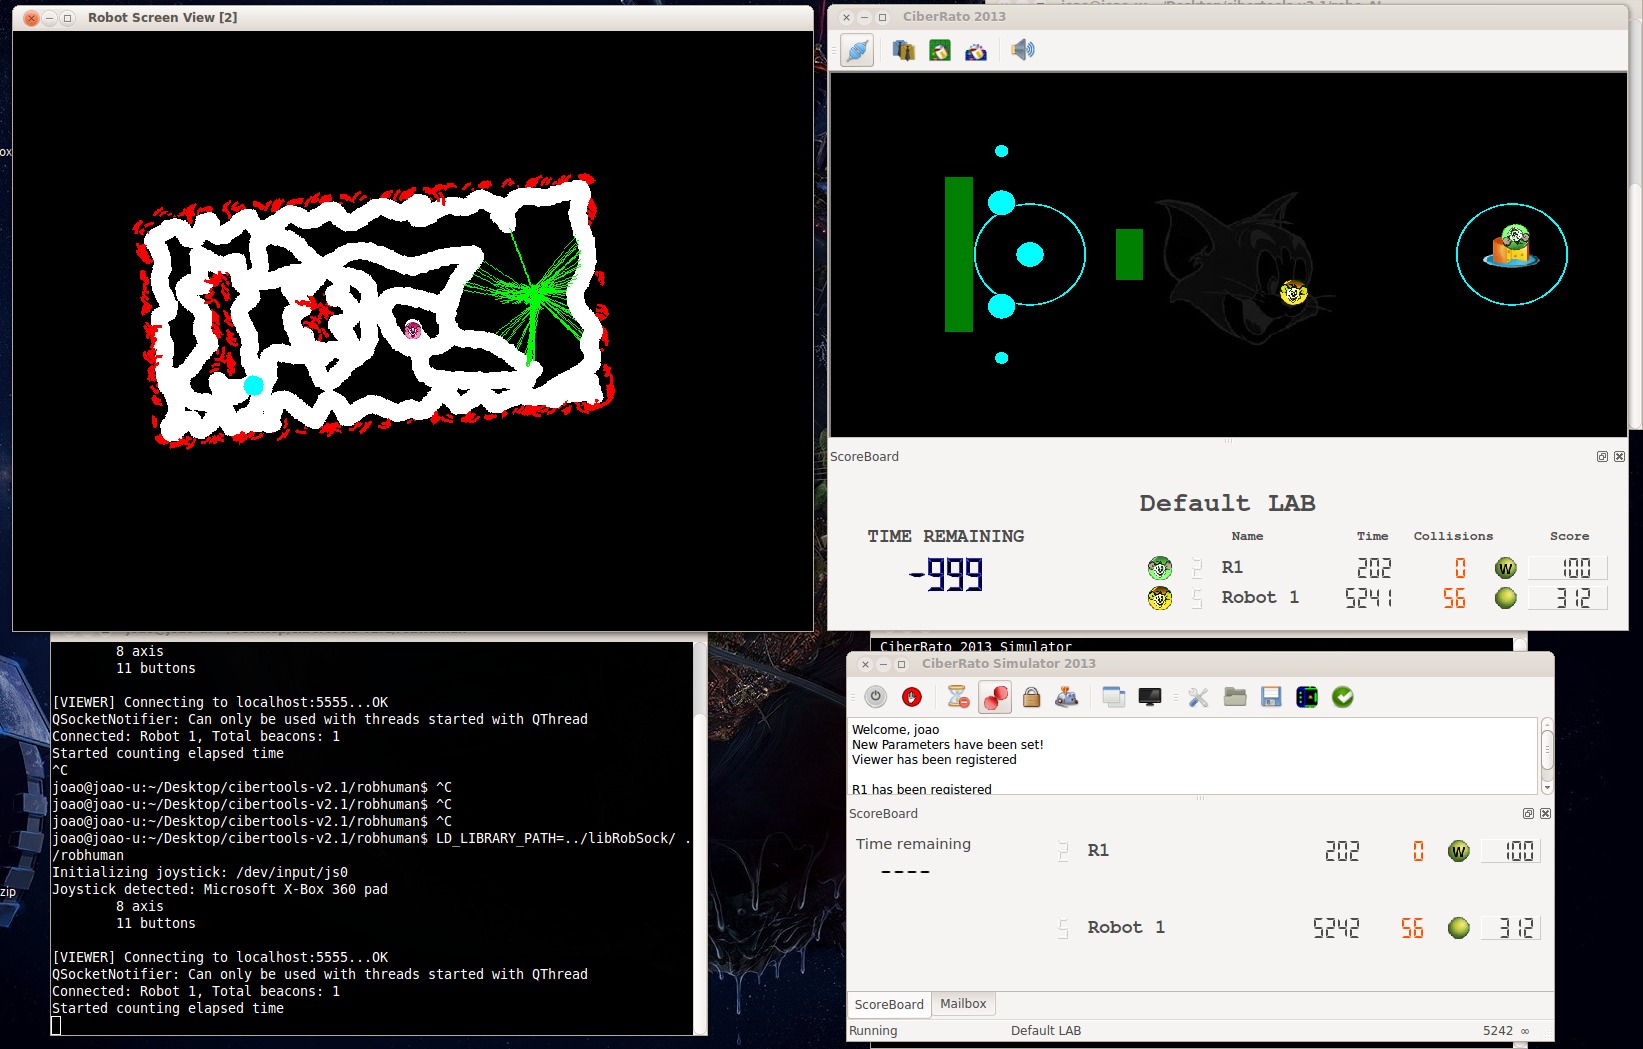 Robot Screen View [2]
CiberRato 2013
ScoreBoard
Default LAB
TIME REMAINING
Name Time Collisions Score
-999
2 R1 202 0 W 100
5 Robot 1 5241 56 312
ox
zip
8 axis
11 buttons
[VIEWER] Connecting to localhost:5555...OK
QSocketNotifier: Can only be used with threads started with QThread
Connected: Robot 1, Total beacons: 1
Started counting elapsed time
^C
joao@joao-u:~/Desktop/cibertools-v2.1/robhuman$ ^C
joao@joao-u:~/Desktop/cibertools-v2.1/robhuman$ ^C
joao@joao-u:~/Desktop/cibertools-v2.1/robhuman$ ^C
joao@joao-u:~/Desktop/cibertools-v2.1/robhuman$ LD_LIBRARY_PATH=../libRobSock/ .
/robhuman
Initializing joystick: /dev/input/js0
Joystick detected: Microsoft X-Box 360 pad
8 axis
11 buttons
[VIEWER] Connecting to localhost:5555...OK
QSocketNotifier: Can only be used with threads started with QThread
Connected: Robot 1, Total beacons: 1
Started counting elapsed time
CiberRato 2013 Simulator
CiberRato Simulator 2013
Welcome, joao
New Parameters have been set!
Viewer has been registered
R1 has been registered
ScoreBoard
Time remaining
----
2 R1 202 0 W 100
5 Robot 1 5242 56 312
ScoreBoard Mailbox
Running Default LAB 5242 ∞